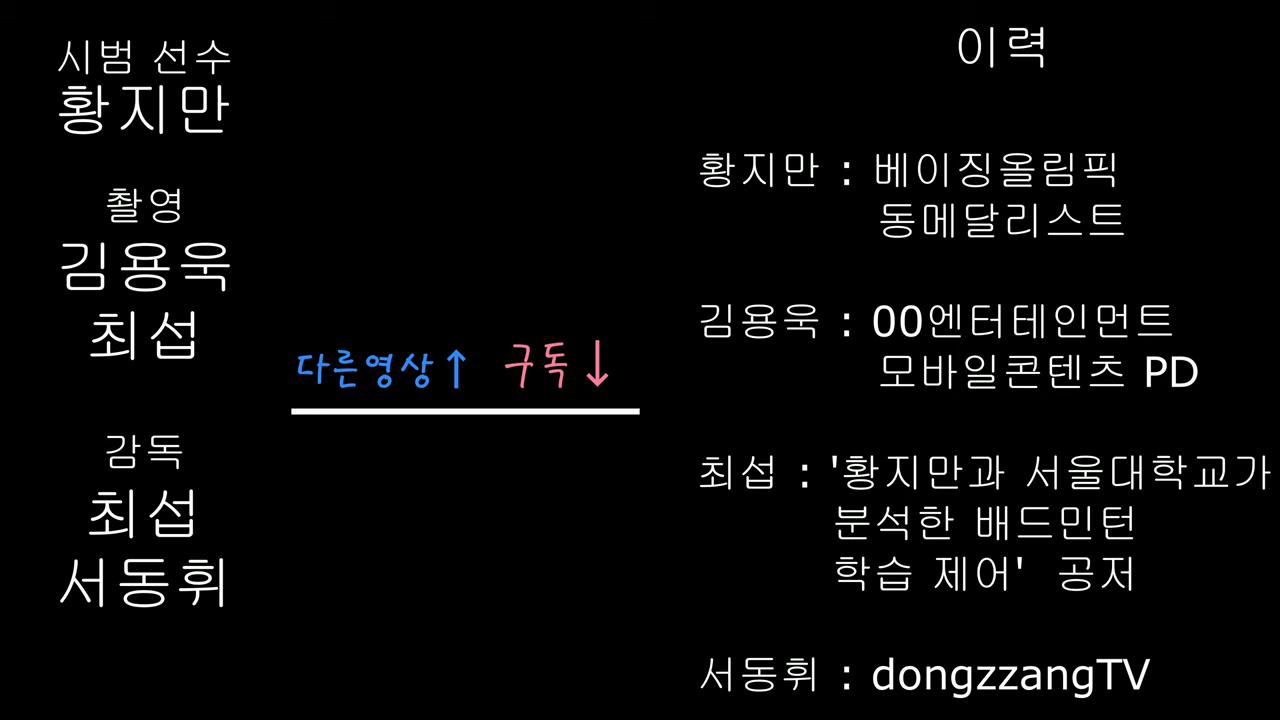 시범 선수
황지만
촬영
김용욱
최섭
감독
최섭
서동휘
다른영상↑ 구독↓
이력
황지만 : 베이징올림픽
동메달리스트
김용욱 : 00엔터테인먼트
모바일콘텐츠 PD
최섭 : '황지만과 서울대학교가
분석한 배드민턴
학습 제어' 공저
서동휘 : dongzzangTV